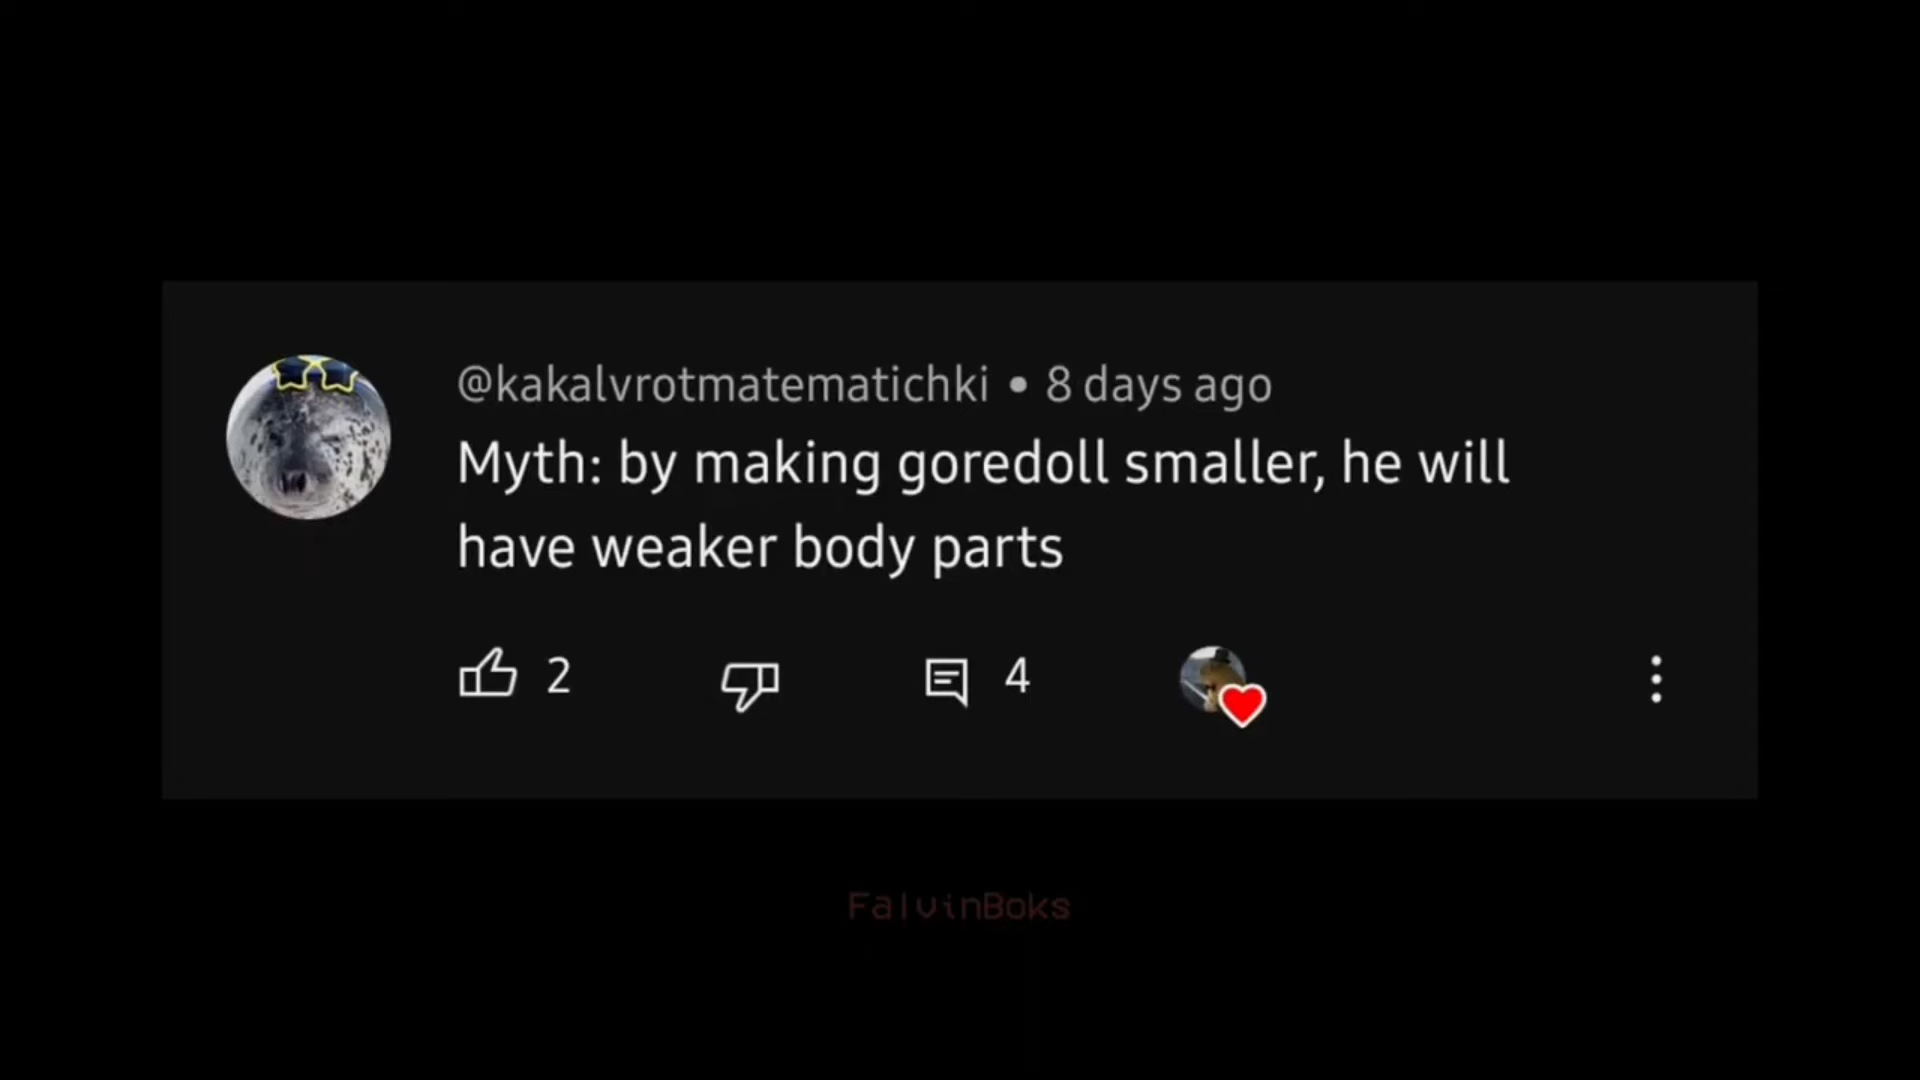 @kakalvrotmatematichki • 8 days ago
Myth: by making goredoll smaller, he will
have weaker body parts
2
4
FalvinBoks